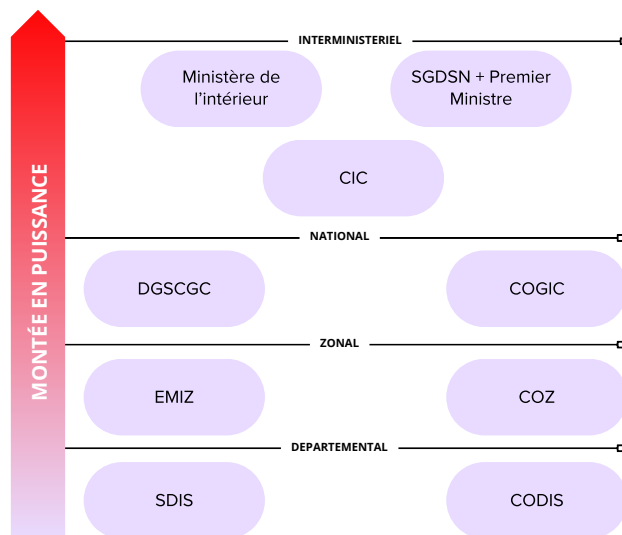 INTERMINISTERIEL
Ministère de
l'intérieur
SGDSN + Premier
Ministre
CIC
MONTÉE EN PUISSANCE
NATIONAL
DGSCGC
COGIC
ZONAL
EMIZ
COZ
DEPARTEMENTAL
SDIS
CODIS